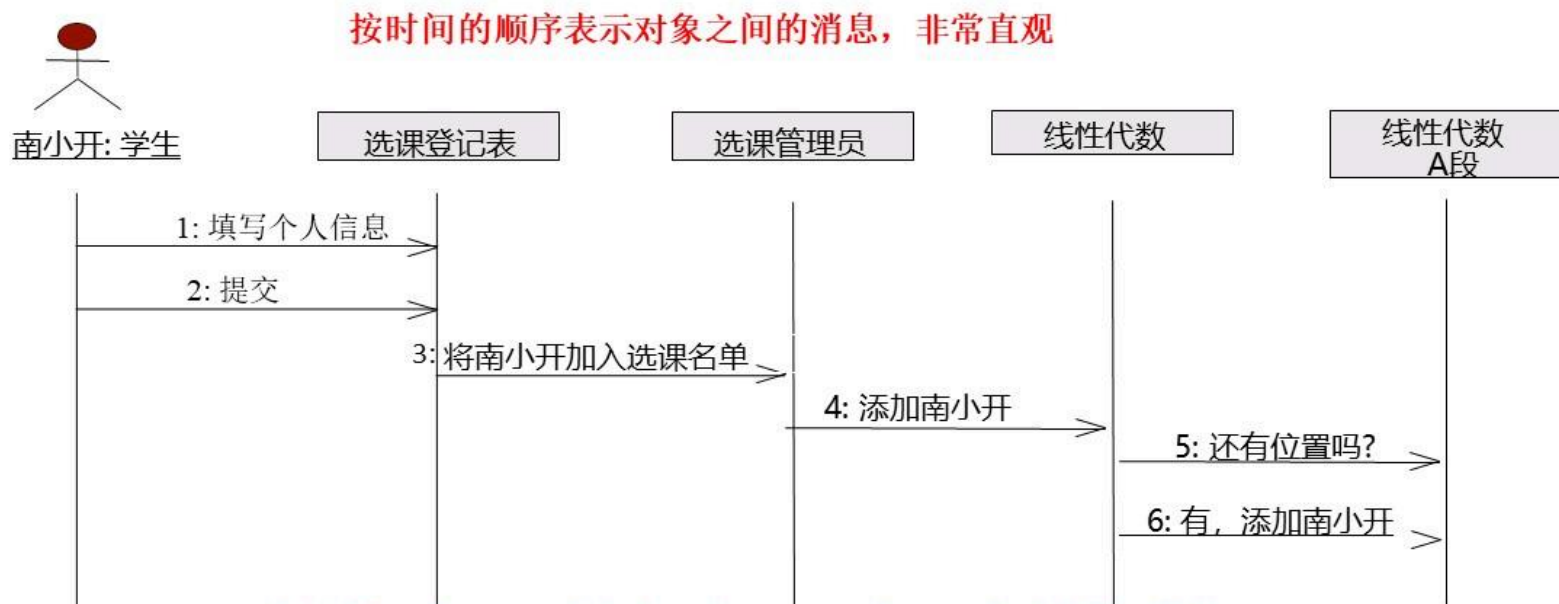 按时间的顺序表示对象之间的消息，非常直观
南小开: 学生
选课登记表
选课管理员
线性代数
线性代数
A段
1: 填写个人信息
2: 提交
3: 将南小开加入选课名单
4: 添加南小开
5: 还有位置吗?
6: 有，添加南小开